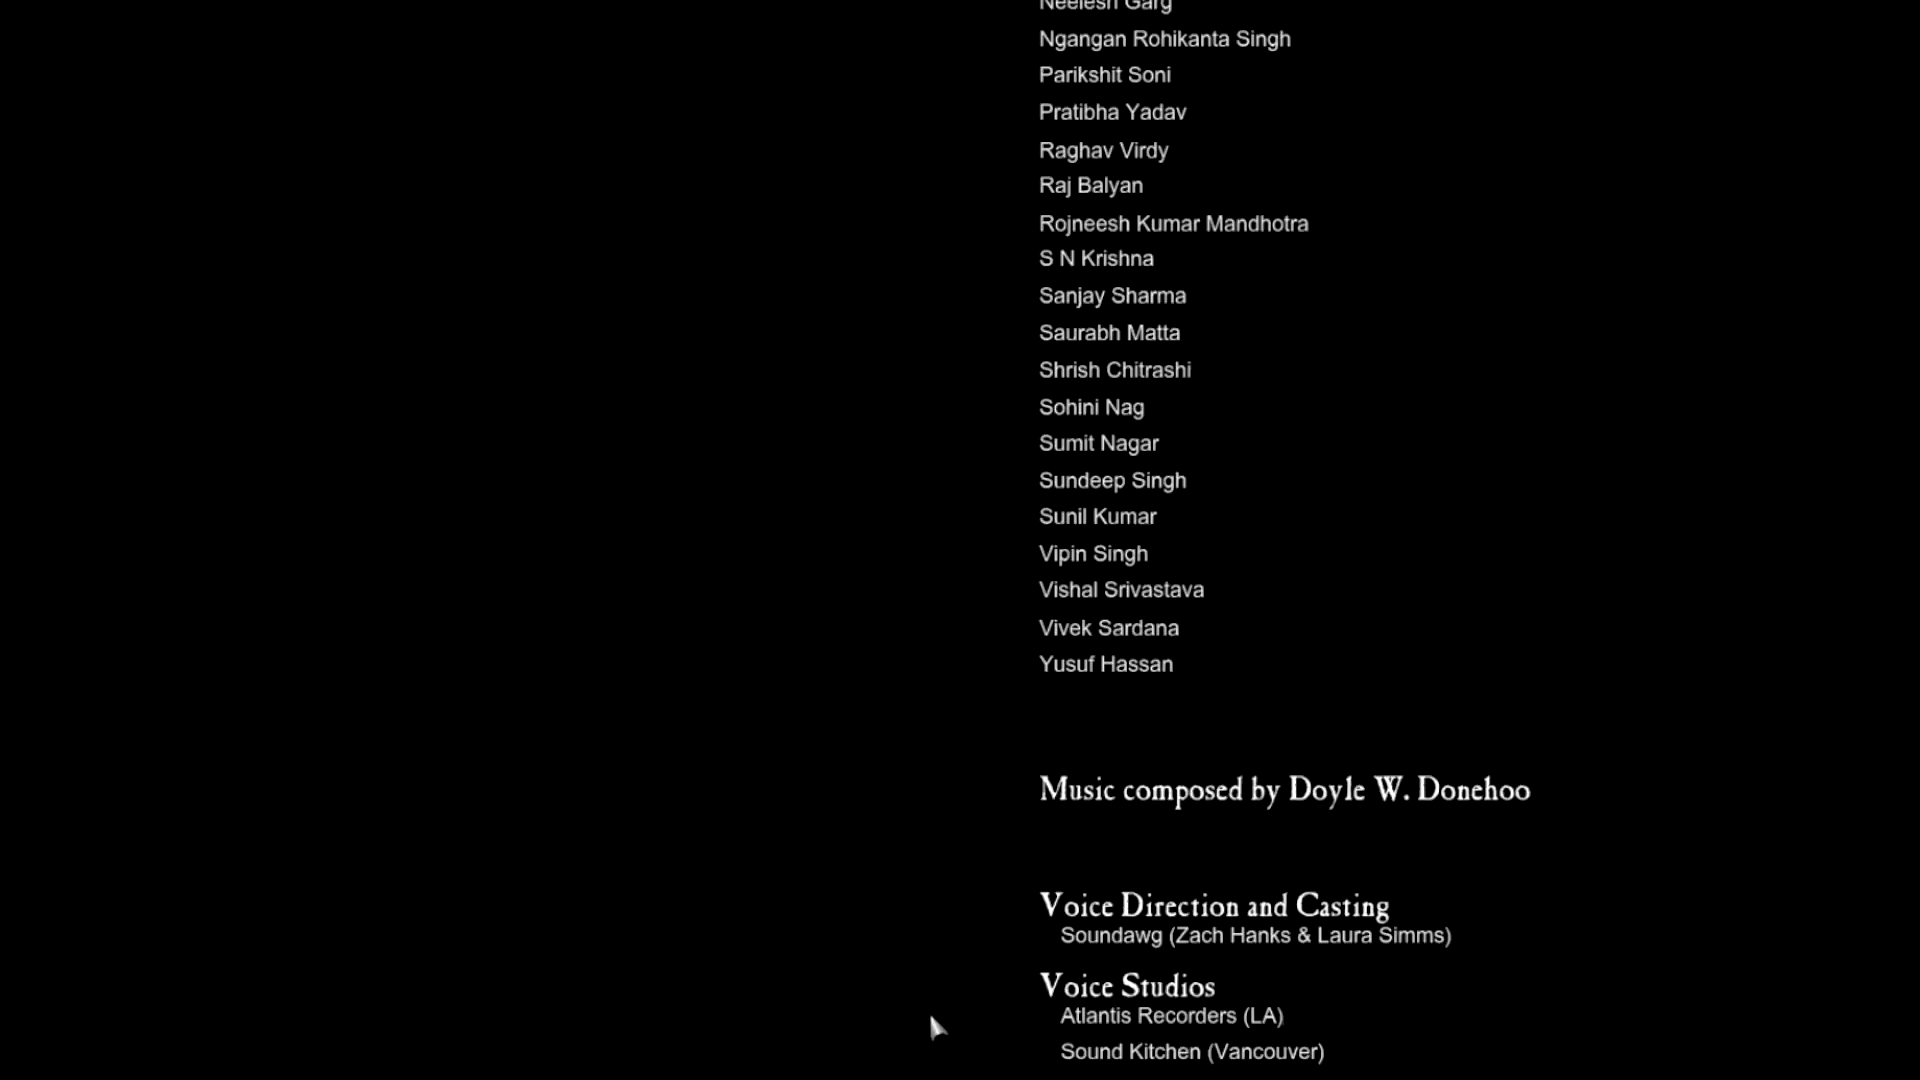 Neelesh Garg
Ngangan Rohikanta Singh
Parikshit Soni
Pratibha Yadav
Raghav Virdy
Raj Balyan
Rojneesh Kumar Mandhotra
S N Krishna
Sanjay Sharma
Saurabh Matta
Shrish Chitrashi
Sohini Nag
Sumit Nagar
Sundeep Singh
Sunil Kumar
Vipin Singh
Vishal Srivastava
Vivek Sardana
Yusuf Hassan
Music composed by Doyle W. Donehoo
Voice Direction and Casting
Soundawg (Zach Hanks & Laura Simms)
Voice Studios
Atlantis Recorders (LA)
Sound Kitchen (Vancouver)